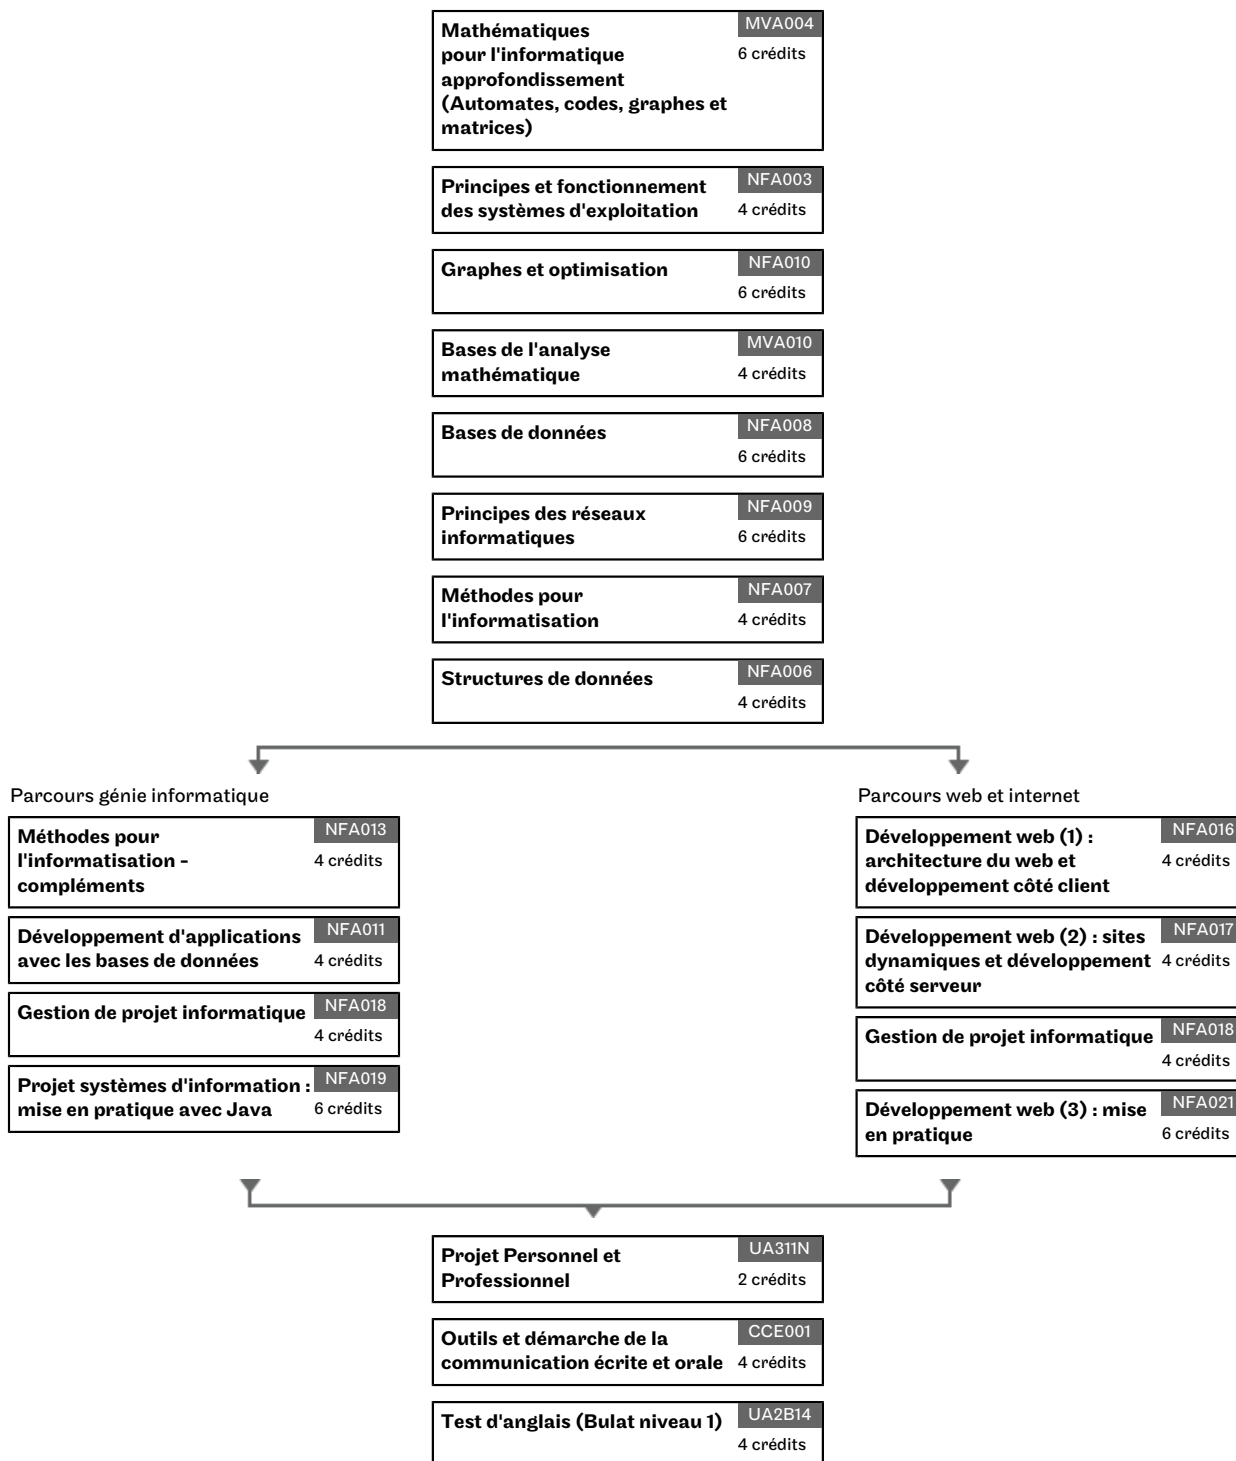 Mathématiques
pour l'informatique
approfondissement
(Automates, codes, graphes et
matrices)
MVA004
6 crédits
Principes et fonctionnement
des systèmes d'exploitation
NFA003
4 crédits
Graphes et optimisation
NFA010
6 crédits
Bases de l'analyse
mathématique
MVA010
4 crédits
Bases de données
NFA008
6 crédits
Principes des réseaux
informatiques
NFA009
6 crédits
Méthodes pour
l'informatisation
NFA007
4 crédits
Structures de données
NFA006
4 crédits
Parcours génie informatique
Méthodes pour
l'informatisation -
compléments
NFA013
4 crédits
Développement d'applications
avec les bases de données
NFA011
4 crédits
Gestion de projet informatique
NFA018
4 crédits
Projet systèmes d'information :
mise en pratique avec Java
NFA019
6 crédits
Parcours web et internet
Développement web (1) :
architecture du web et
développement côté client
NFA016
4 crédits
Développement web (2) : sites
dynamiques et développement
côté serveur
NFA017
4 crédits
Gestion de projet informatique
NFA018
4 crédits
Développement web (3) : mise
en pratique
NFA021
6 crédits
Projet Personnel et
Professionnel
UA311N
2 crédits
Outils et démarche de la
communication écrite et orale
CCE001
4 crédits
Test d'anglais (Bulat niveau 1)
UA2B14
4 crédits